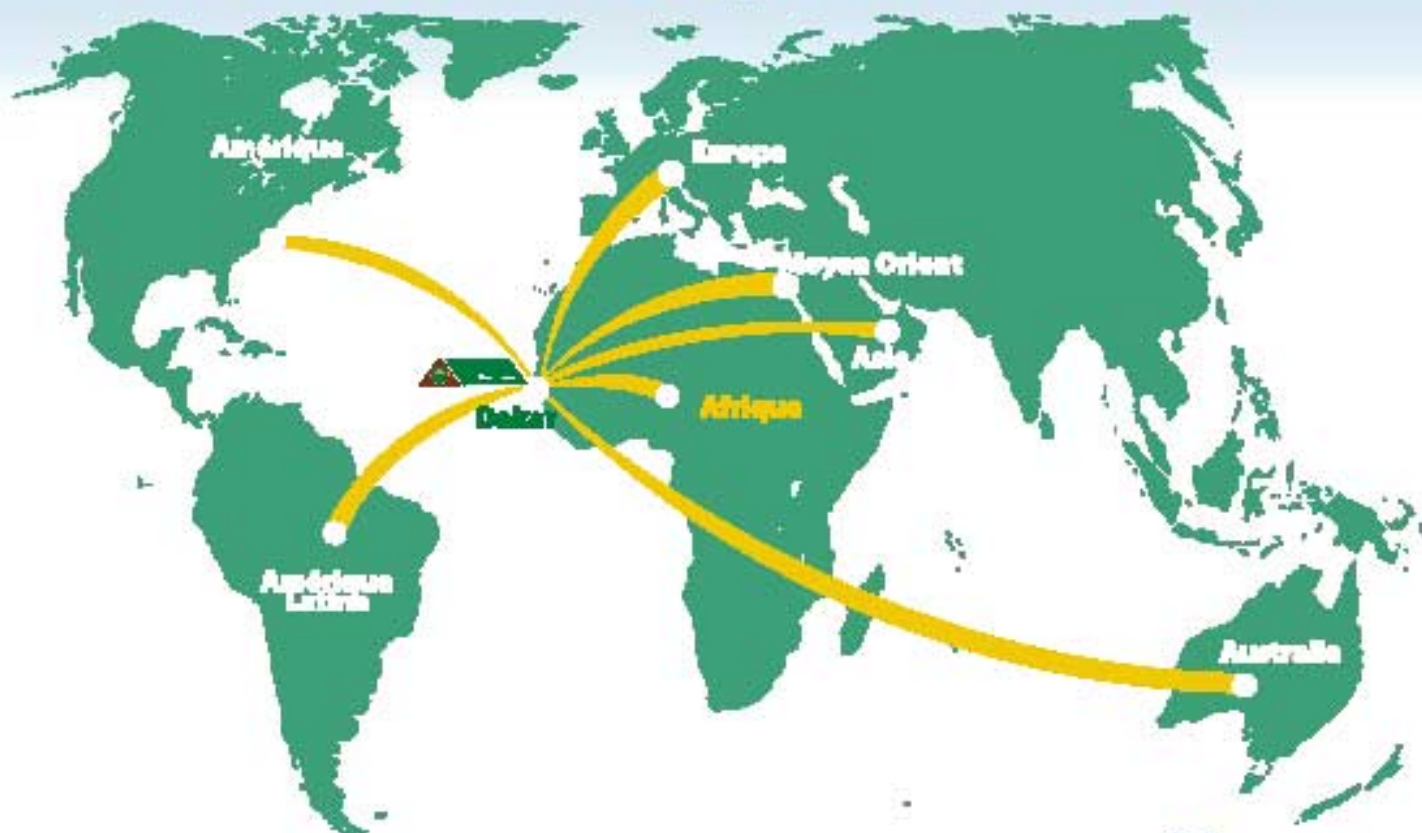 Amérique
Europe
Moyen Orient
Asie
Afrique
Dakar
Amérique
Latine
Australie